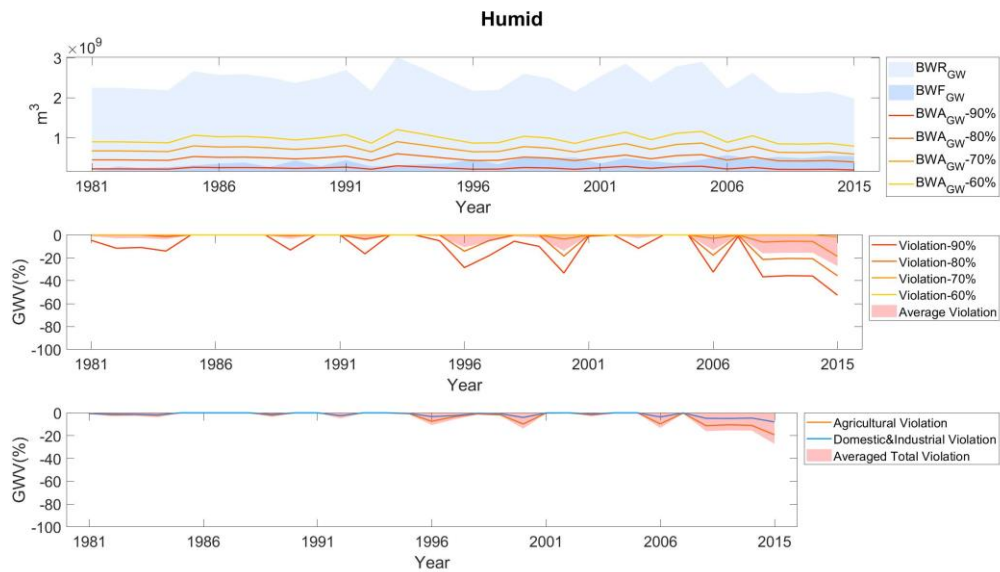 Humid
×10^9
3
2
1
m^3
1981
1986
1991
1996
2001
2006
2015
Year
BWR_GW
BWF_GW
BWA_GW-90%
BWA_GW-80%
BWA_GW-70%
BWA_GW-60%
0
-20
-40
-60
-80
-100
GWV(%)
1981
1986
1991
1996
2001
2006
2015
Year
Violation-90%
Violation-80%
Violation-70%
Violation-60%
Average Violation
0
-20
-40
-60
-80
-100
GWV(%)
1981
1986
1991
1996
2001
2006
2015
Year
Agricultural Violation
Domestic&Industrial Violation
Averaged Total Violation